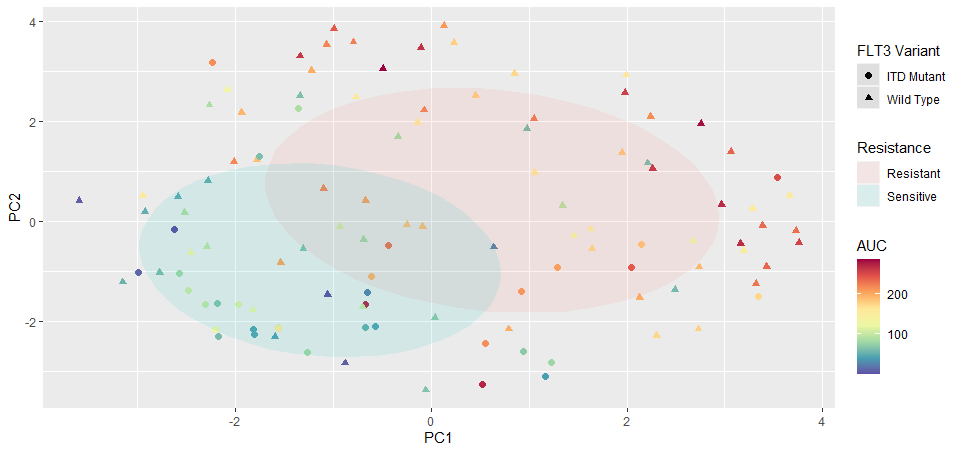 4
2
0
-2
PC2
-2
0
2
4
PC1
FLT3 Variant
ITD Mutant
Wild Type
Resistance
Resistant
Sensitive
AUC
200
100